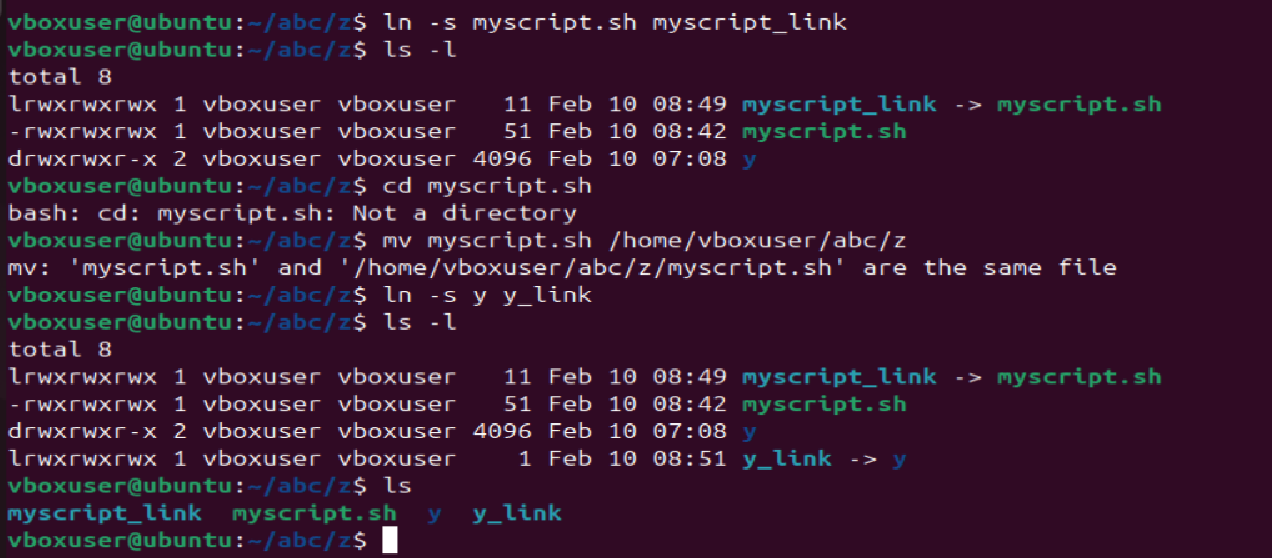 vboxuser@ubuntu:~/abc/z$ ln -s myscript.sh myscript_link
vboxuser@ubuntu:~/abc/z$ ls -l
total 8
lrwxrwxrwx 1 vboxuser vboxuser   11 Feb 10 08:49 myscript_link -> myscript.sh
-rwxrwxrwx 1 vboxuser vboxuser   51 Feb 10 08:42 myscript.sh
drwxrwxr-x 2 vboxuser vboxuser 4096 Feb 10 07:08 y
vboxuser@ubuntu:~/abc/z$ cd myscript.sh
bash: cd: myscript.sh: Not a directory
vboxuser@ubuntu:~/abc/z$ mv myscript.sh /home/vboxuser/abc/z
mv: 'myscript.sh' and '/home/vboxuser/abc/z/myscript.sh' are the same file
vboxuser@ubuntu:~/abc/z$ ln -s y y_link
vboxuser@ubuntu:~/abc/z$ ls -l
total 8
lrwxrwxrwx 1 vboxuser vboxuser   11 Feb 10 08:49 myscript_link -> myscript.sh
-rwxrwxrwx 1 vboxuser vboxuser   51 Feb 10 08:42 myscript.sh
drwxrwxr-x 2 vboxuser vboxuser 4096 Feb 10 07:08 y
lrwxrwxrwx 1 vboxuser vboxuser    1 Feb 10 08:51 y_link -> y
vboxuser@ubuntu:~/abc/z$ ls
myscript_link  myscript.sh  y  y_link
vboxuser@ubuntu:~/abc/z$